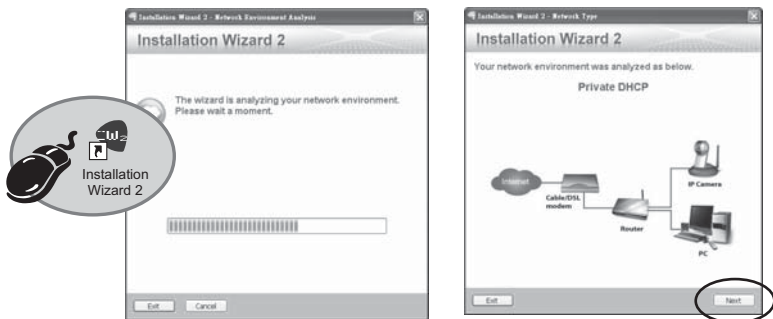 Installation Wizard 2 - Network Environment Analysis
Installation Wizard 2
The wizard is analyzing your network environment.
Please wait a moment.
IW2
Installation
Wizard 2
Exit
Cancel
Installation Wizard 2 - Network Type
Installation Wizard 2
Your network environment was analyzed as below.
Private DHCP
Internet
Cable/DSL
modem
Router
IP Camera
PC
Exit
Next